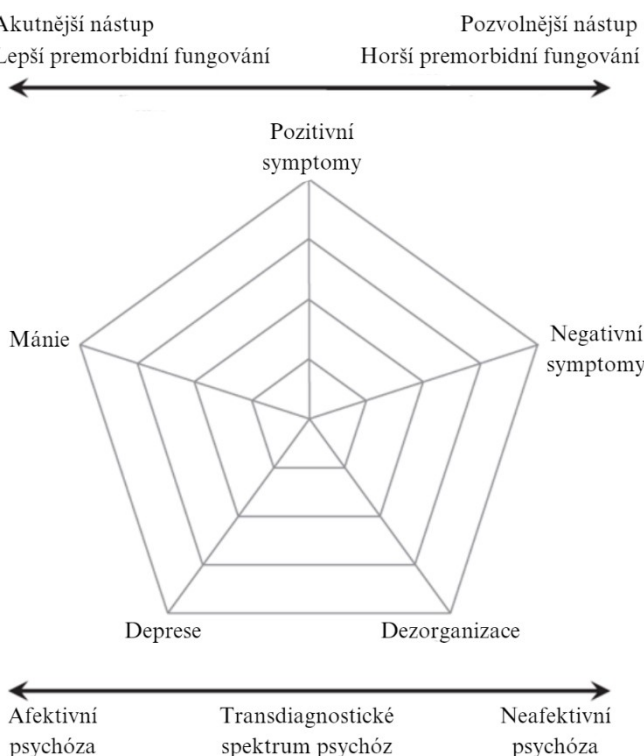 Akutnější nástup
Pozvolnější nástup
Lepší premorbidní fungování
Horší premorbidní fungování
Pozitivní
symptomy
Mánie
Negativní
symptomy
Deprese
Dezorganizace
Afektivní
psychóza
Transdiagnostické
spektrum psychóz
Neafektivní
psychóza